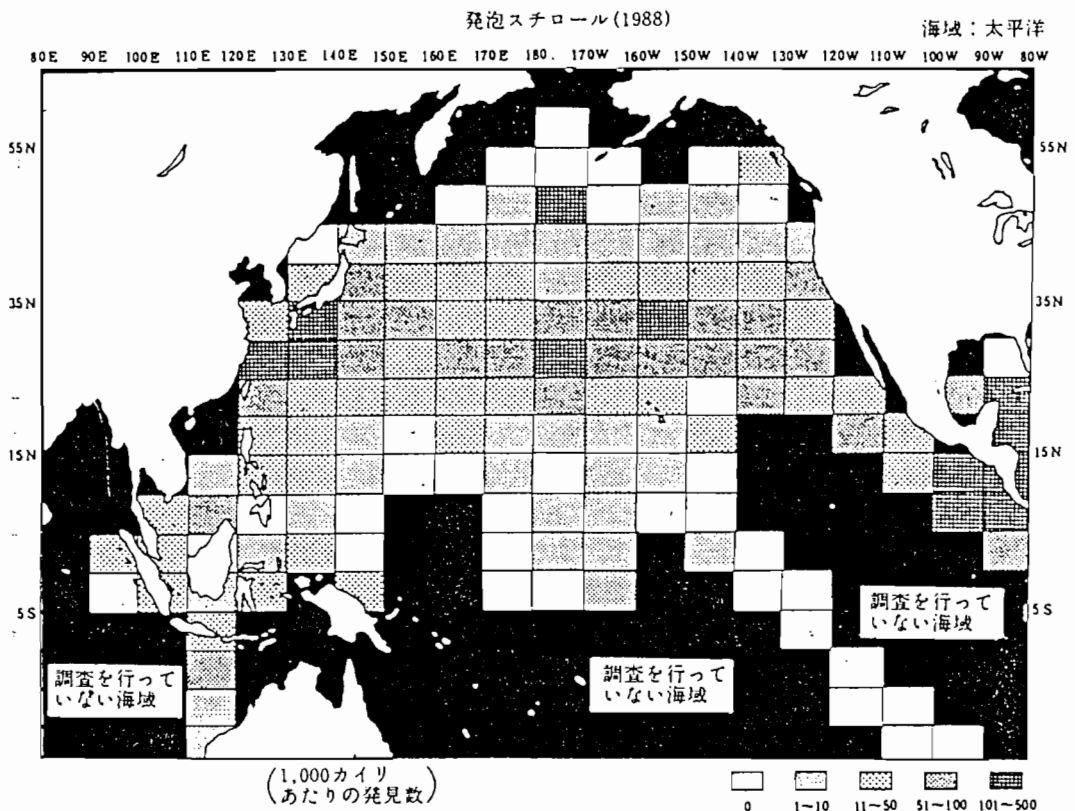 発泡スチロール(1988)
海域：太平洋
80E 90E 100E 110E 120E 130E 140E 150E 160E 170E 180. 170W 160W 150W 140W 130W 120W 110W 100W 90W 80W
55N 55N
35N 35N
15N 15N
5S 5S
調査を行って
いない海域
調査を行って
いない海域
調査を行って
いない海域
(1,000カイリ
あたりの発見数)
0 1~10 11~50 51~100 101~500